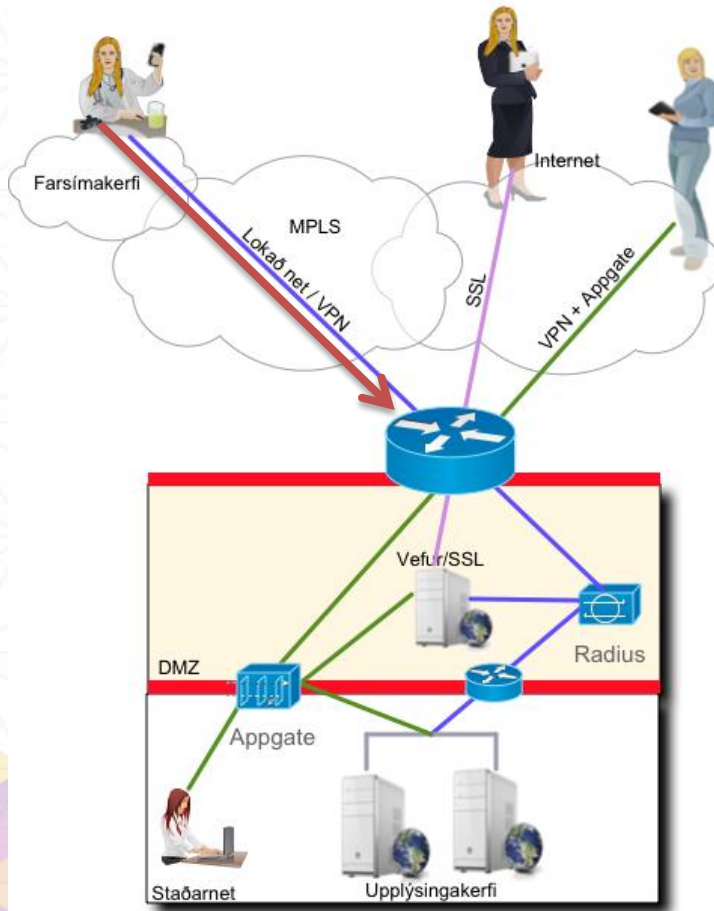 Farsímakerfi
MPLS
Internet
Lokað net / VPN
SSL
VPN + Appgate
Vefur/SSL
Radius
DMZ
Appgate
Staðarnet
Upplýsingakerfi